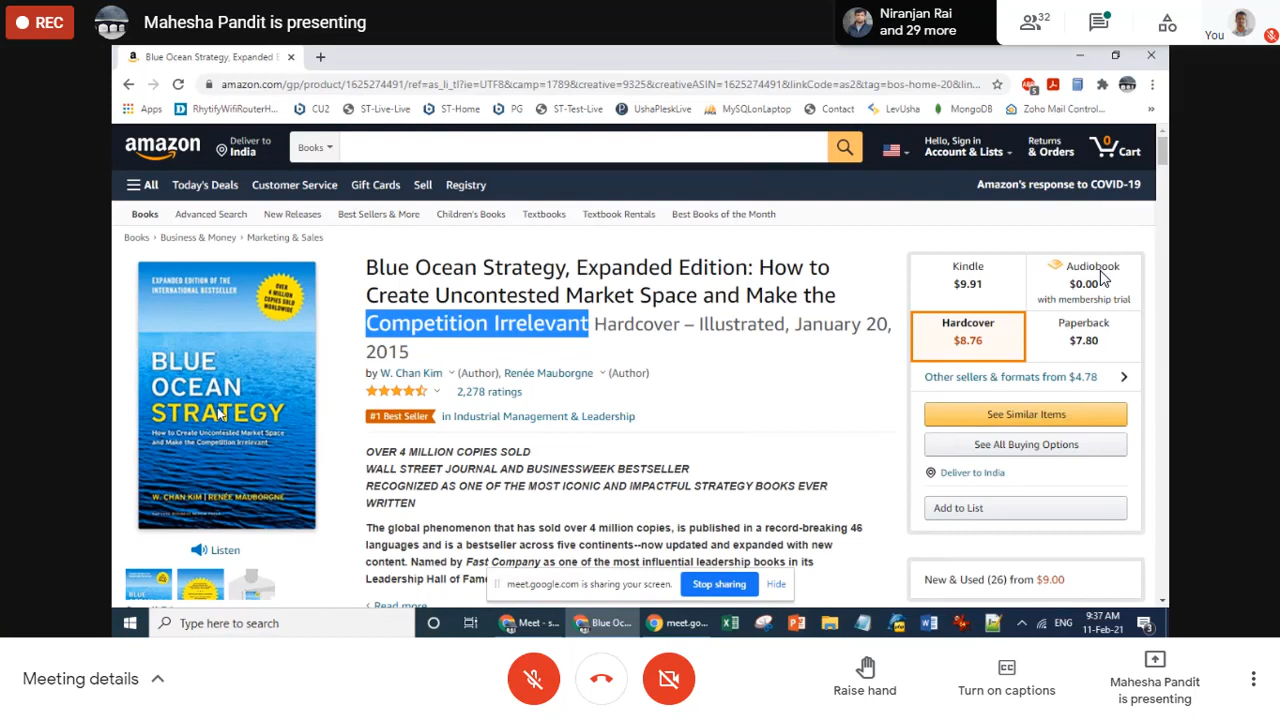 REC
Mahesha Pandit is presenting
Niranjan Rai
and 29 more
32
You
Blue Ocean Strategy, Expanded E
amazon.com/gp/product/1625274491/ref=as_li_tl?ie=UTF8&camp=1789&creative=9325&creativeASIN=1625274491&linkCode=as2&tag=bos-home-20&lin...
Apps RhytifyWifiRouterH... CU2 ST-Live-Live ST-Home PG ST-Test-Live UshaPleskLive MySQLonLaptop Contact LevUsha MongoDB Zoho Mail Control...
amazon
Deliver to
India
Books
Hello, Sign in
Account & Lists
Returns
& Orders
0
Cart
All Today's Deals Customer Service Gift Cards Sell Registry
Amazon's response to COVID-19
Books Advanced Search New Releases Best Sellers & More Children's Books Textbooks Textbook Rentals Best Books of the Month
Books › Business & Money › Marketing & Sales
EXPANDED EDITION OF THE
INTERNATIONAL BESTSELLER
OVER
4 MILLION
COPIES SOLD
WORLDWIDE
BLUE
OCEAN
STRATEGY
How to Create Uncontested Market Space
and Make the Competition Irrelevant
W. CHAN KIM | RENÉE MAUBORGNE
Listen
Blue Ocean Strategy, Expanded Edition: How to
Create Uncontested Market Space and Make the
Competition Irrelevant Hardcover – Illustrated, January 20,
2015
by W. Chan Kim (Author), Renée Mauborgne (Author)
2,278 ratings
#1 Best Seller in Industrial Management & Leadership
OVER 4 MILLION COPIES SOLD
WALL STREET JOURNAL AND BUSINESSWEEK BESTSELLER
RECOGNIZED AS ONE OF THE MOST ICONIC AND IMPACTFUL STRATEGY BOOKS EVER
WRITTEN
The global phenomenon that has sold over 4 million copies, is published in a record-breaking 46
languages and is a bestseller across five continents--now updated and expanded with new
content. Named by Fast Company as one of the most influential leadership books in its
Leadership Hall of Fam
Read more
Kindle
$9.91
Audiobook
$0.00
with membership trial
Hardcover
$8.76
Paperback
$7.80
Other sellers & formats from $4.78
See Similar Items
See All Buying Options
Deliver to India
Add to List
New & Used (26) from $9.00
meet.google.com is sharing your screen. Stop sharing Hide
Type here to search
Meet - s...
Blue Oc...
meet.go...
ENG
9:37 AM
11-Feb-21
3
Meeting details
Raise hand
Turn on captions
Mahesha Pandit
is presenting